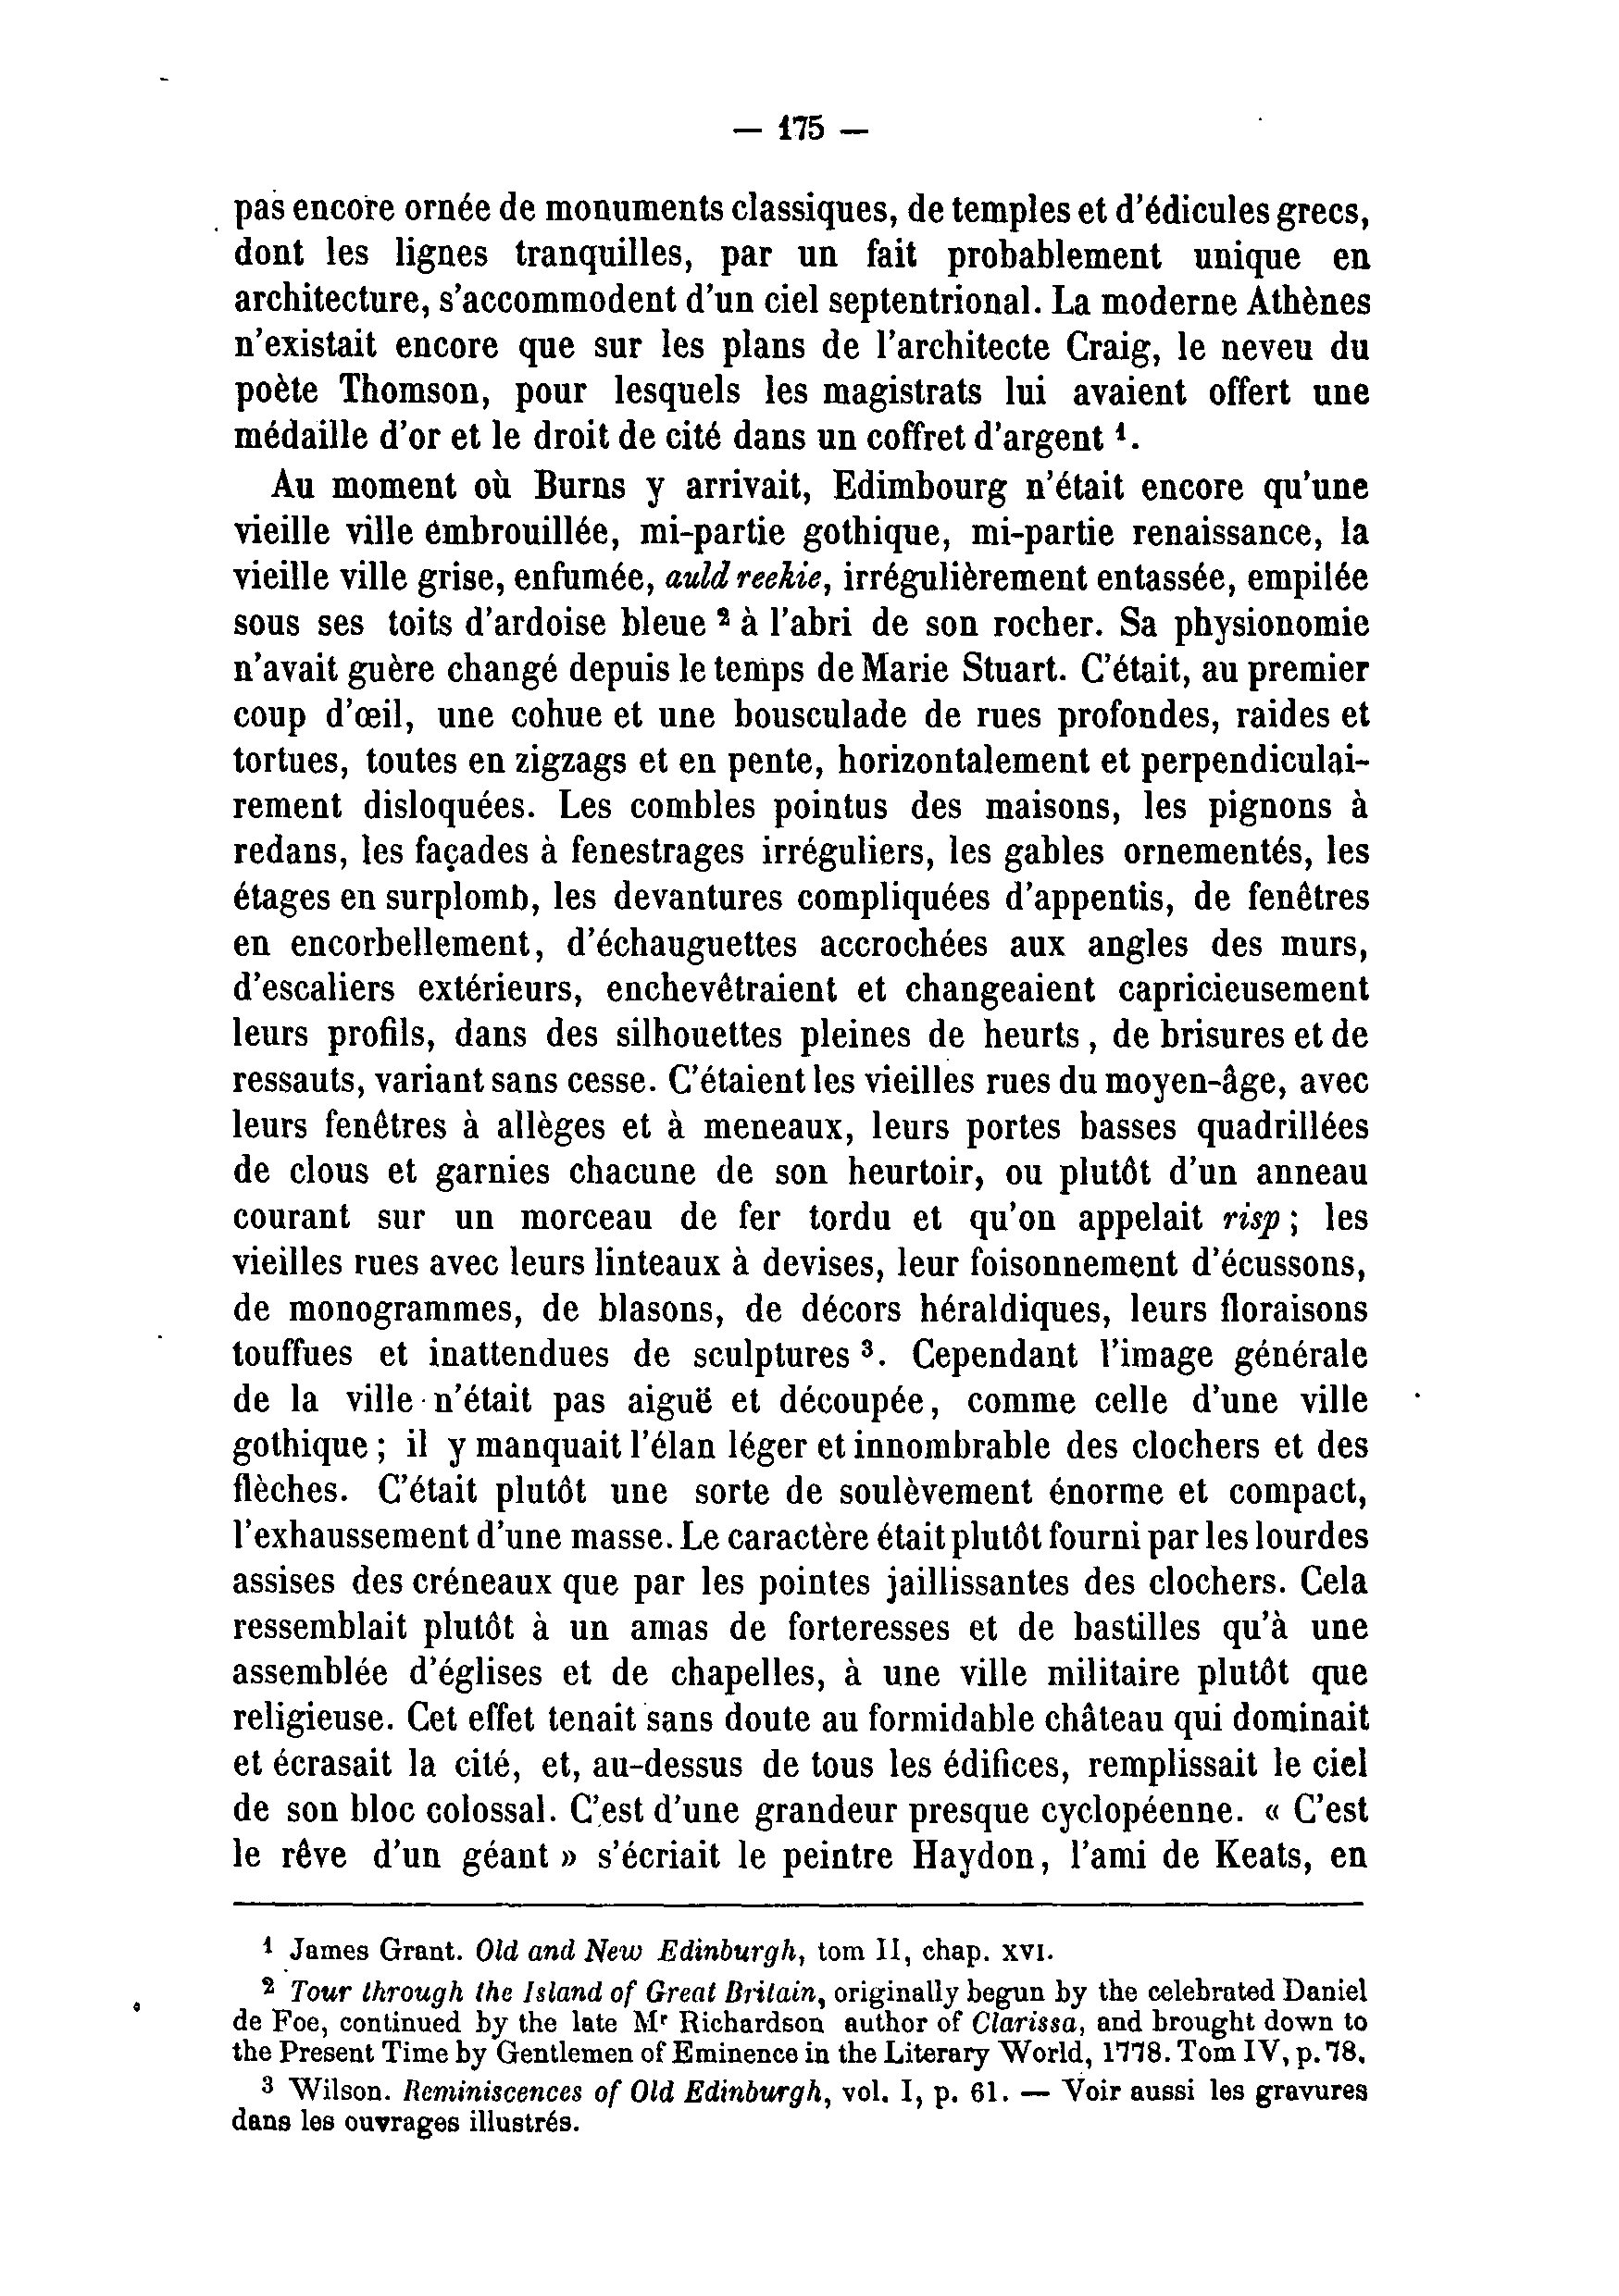 — 175 —
pas encore ornée de monuments classiques, de temples et d'édicules grecs,
dont les lignes tranquilles, par un fait probablement unique en
architecture, s'accommodent d'un ciel septentrional. La moderne Athènes
n'existait encore que sur les plans de l'architecte Craig, le neveu du
poète Thomson, pour lesquels les magistrats lui avaient offert une
médaille d'or et le droit de cité dans un coffret d'argent ¹.
Au moment où Burns y arrivait, Edimbourg n'était encore qu'une
vieille ville embrouillée, mi-partie gothique, mi-partie renaissance, la
vieille ville grise, enfumée, auld reekie, irrégulièrement entassée, empilée
sous ses toits d'ardoise bleue ² à l'abri de son rocher. Sa physionomie
n'avait guère changé depuis le temps de Marie Stuart. C'était, au premier
coup d'œil, une cohue et une bousculade de rues profondes, raides et
tortues, toutes en zigzags et en pente, horizontalement et perpendiculai-
rement disloquées. Les combles pointus des maisons, les pignons à
redans, les façades à fenestrages irréguliers, les gables ornementés, les
étages en surplomb, les devantures compliquées d'appentis, de fenêtres
en encorbellement, d'échauguettes accrochées aux angles des murs,
d'escaliers extérieurs, enchevêtraient et changeaient capricieusement
leurs profils, dans des silhouettes pleines de heurts, de brisures et de
ressauts, variant sans cesse. C'étaient les vieilles rues du moyen-âge, avec
leurs fenêtres à allèges et à meneaux, leurs portes basses quadrillées
de clous et garnies chacune de son heurtoir, ou plutôt d'un anneau
courant sur un morceau de fer tordu et qu'on appelait risp ; les
vieilles rues avec leurs linteaux à devises, leur foisonnement d'écussons,
de monogrammes, de blasons, de décors héraldiques, leurs floraisons
touffues et inattendues de sculptures ³. Cependant l'image générale
de la ville n'était pas aiguë et découpée, comme celle d'une ville
gothique ; il y manquait l'élan léger et innombrable des clochers et des
flèches. C'était plutôt une sorte de soulèvement énorme et compact,
l'exhaussement d'une masse. Le caractère était plutôt fourni par les lourdes
assises des créneaux que par les pointes jaillissantes des clochers. Cela
ressemblait plutôt à un amas de forteresses et de bastilles qu'à une
assemblée d'églises et de chapelles, à une ville militaire plutôt que
religieuse. Cet effet tenait sans doute au formidable château qui dominait
et écrasait la cité, et, au-dessus de tous les édifices, remplissait le ciel
de son bloc colossal. C'est d'une grandeur presque cyclopéenne. « C'est
le rêve d'un géant » s'écriait le peintre Haydon, l'ami de Keats, en
¹ James Grant. Old and New Edinburgh, tom II, chap. XVI.
² Tour through the Island of Great Britain, originally begun by the celebrated Daniel
de Foe, continued by the late Mʳ Richardson author of Clarissa, and brought down to
the Present Time by Gentlemen of Eminence in the Literary World, 1778. Tom IV, p. 78.
³ Wilson. Reminiscences of Old Edinburgh, vol. I, p. 61. — Voir aussi les gravures
dans les ouvrages illustrés.